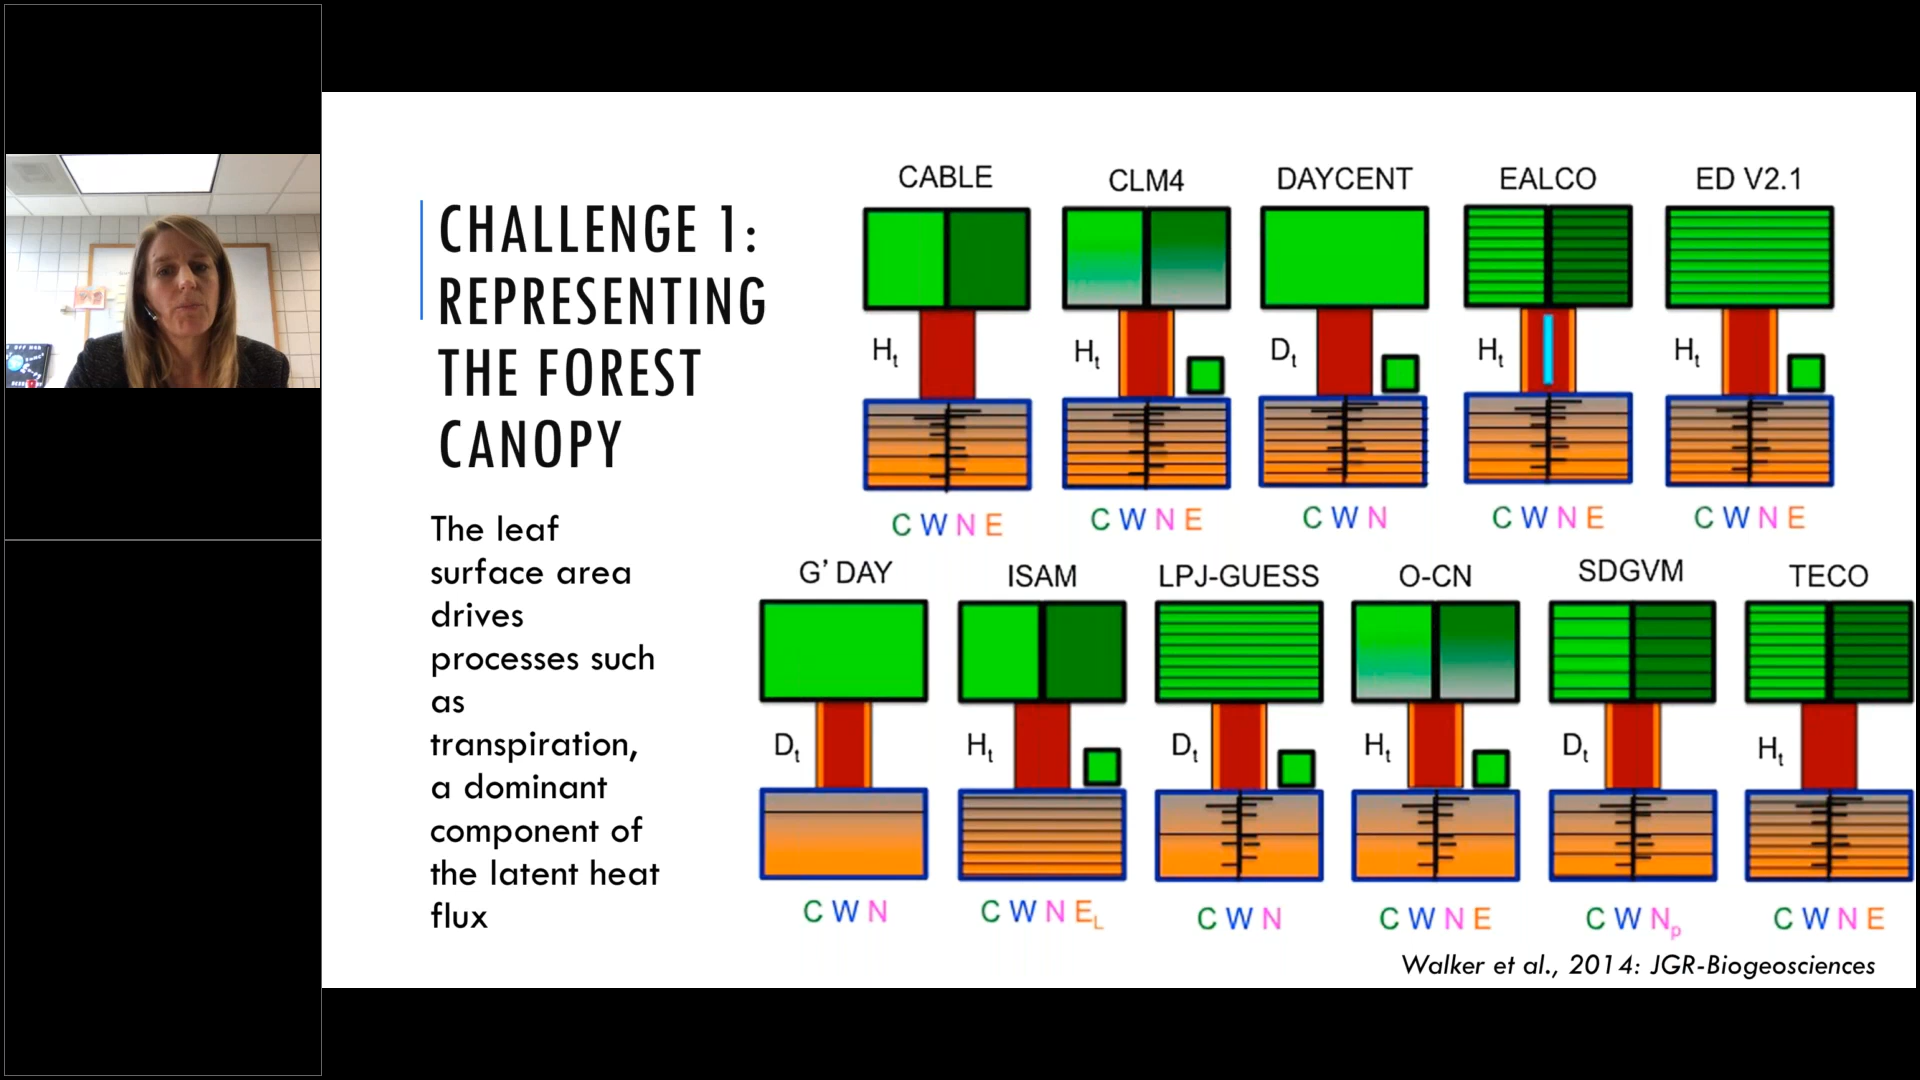 CHALLENGE 1:
REPRESENTING
THE FOREST
CANOPY
The leaf
surface area
drives
processes such
as
transpiration,
a dominant
component of
the latent heat
flux
CABLE CLM4 DAYCENT EALCO ED V2.1
Ht Ht Dt Ht Ht
C W N E C W N E C W N C W N E C W N E
G' DAY ISAM LPJ-GUESS O-CN SDGVM TECO
Dt Ht Dt Ht Dt Ht
C W N C W N EL C W N C W N E C W Np C W N E
Walker et al., 2014: JGR-Biogeosciences